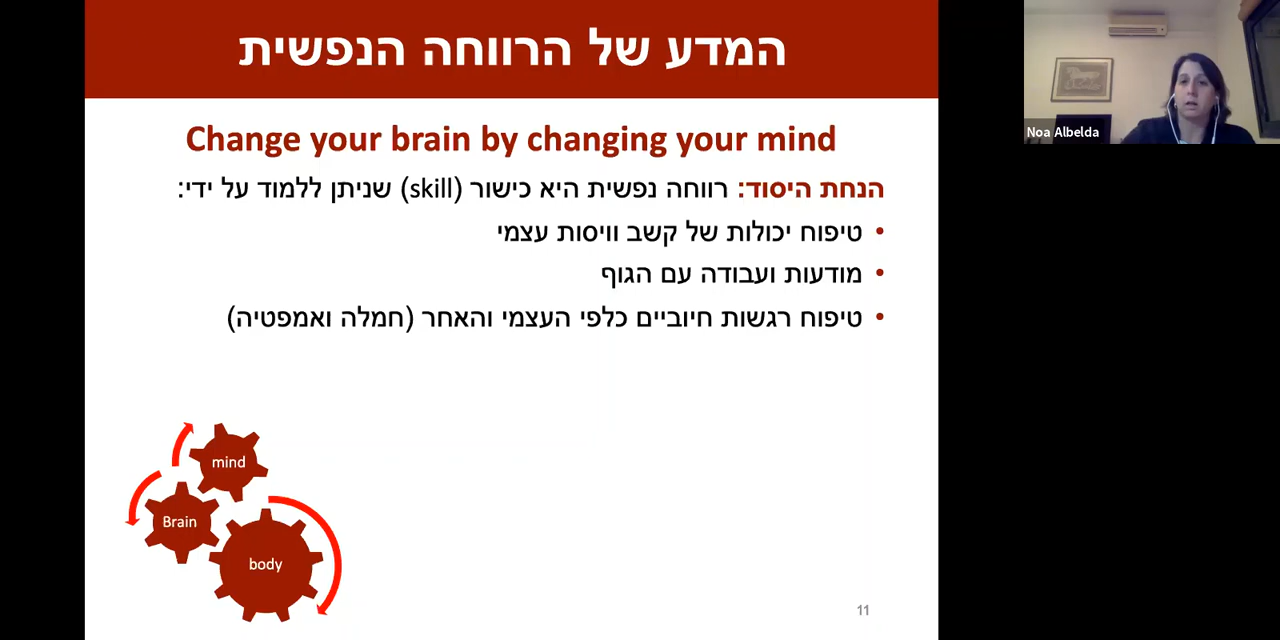 המדע של הרווחה הנפשית
Change your brain by changing your mind
הנחת היסוד: רווחה נפשית היא כישור (skill) שניתן ללמוד על ידי:
• טיפוח יכולות של קשב וויסות עצמי
• מודעות ועבודה עם הגוף
• טיפוח רגשות חיוביים כלפי העצמי והאחר (חמלה ואמפטיה)
mind
Brain
body
11
Noa Albelda